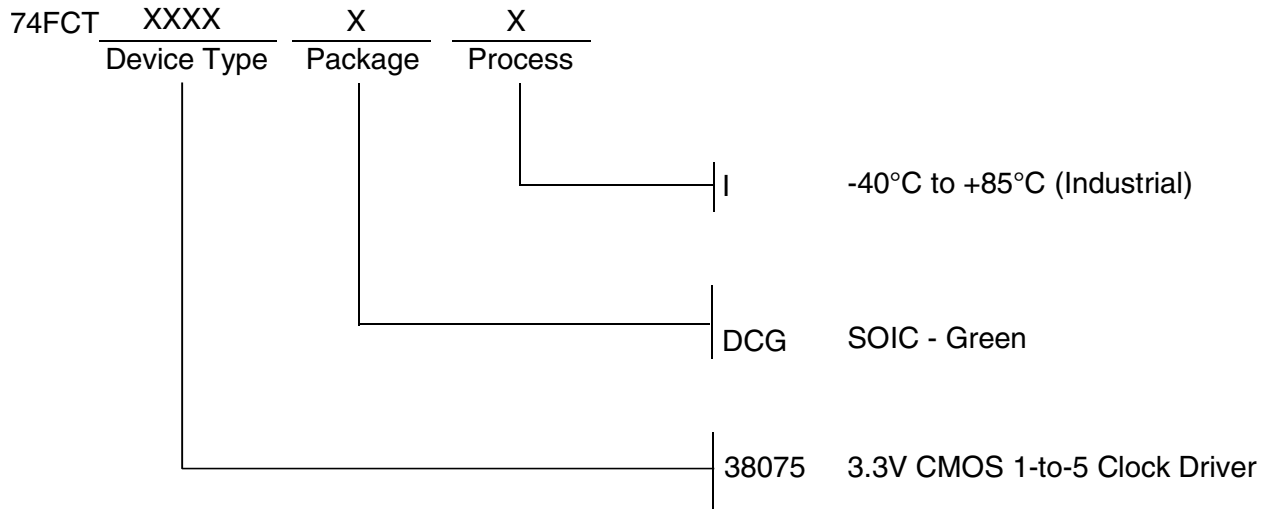 74FCT XXXX X X
Device Type Package Process
I -40°C to +85°C (Industrial)
DCG SOIC - Green
38075 3.3V CMOS 1-to-5 Clock Driver